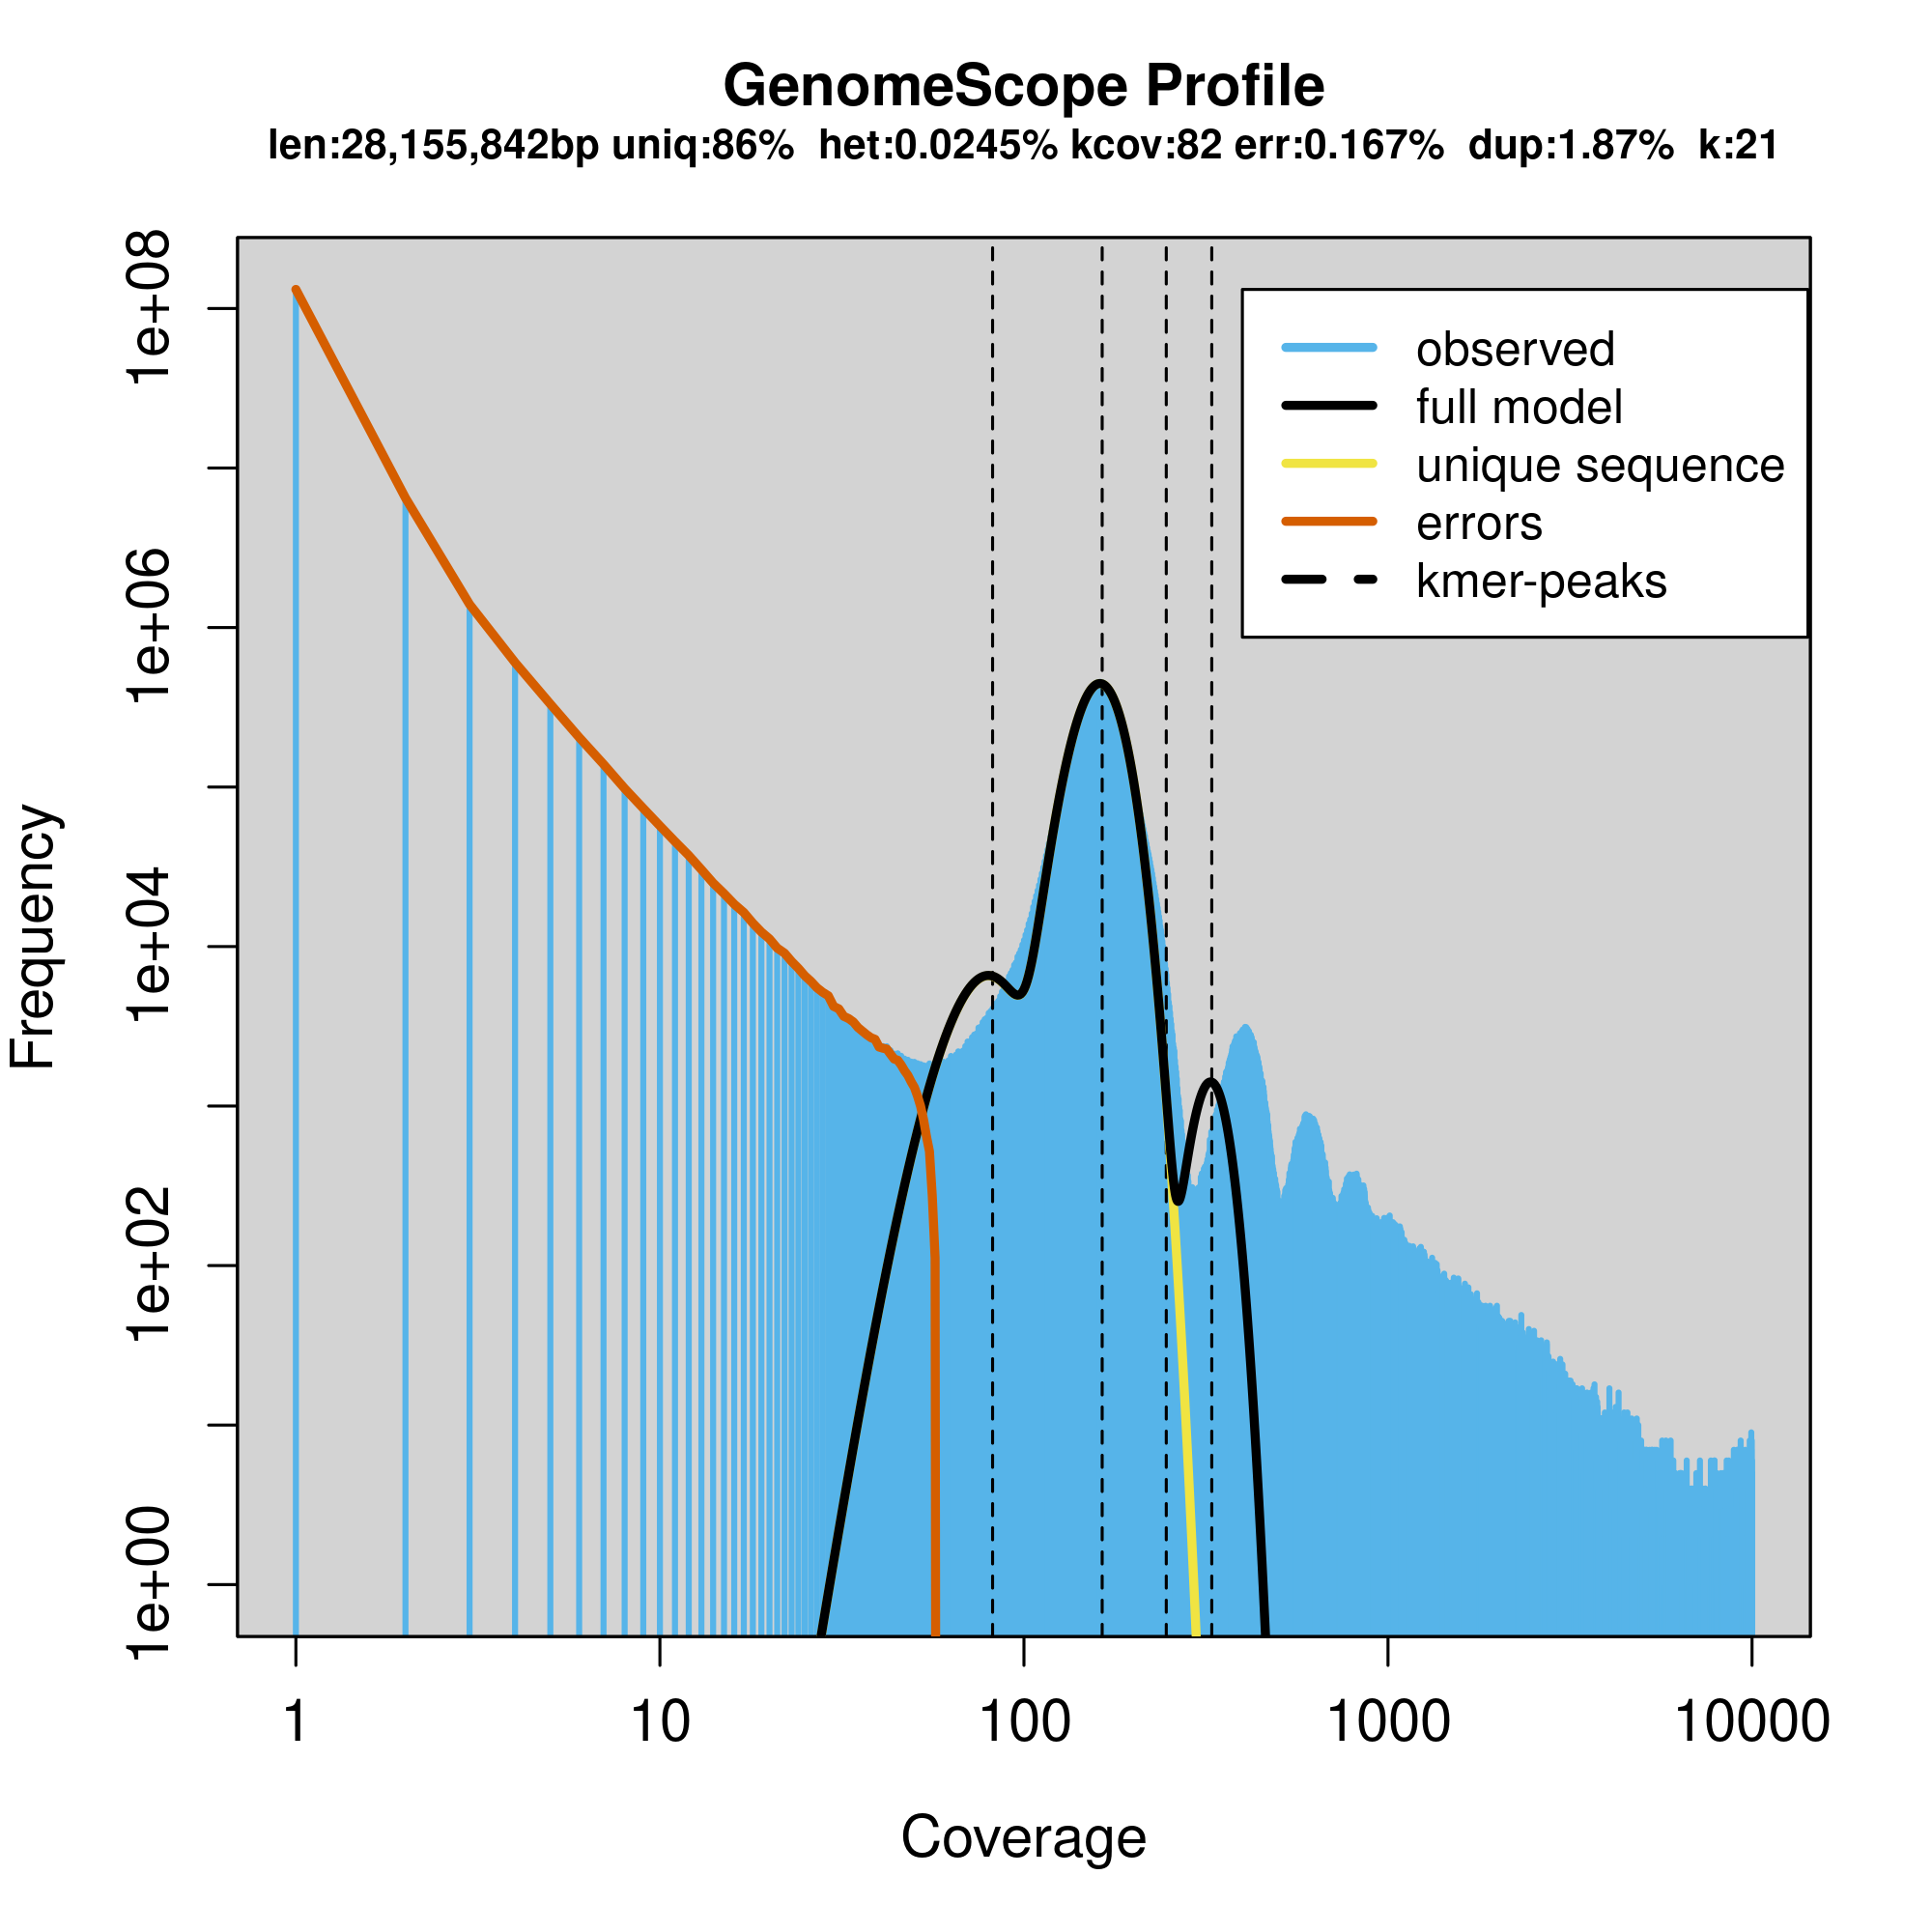 GenomeScope Profile
len:28,155,842bp uniq:86% het:0.0245% kcov:82 err:0.167% dup:1.87% k:21
1e+08
1e+06
1e+04
1e+02
1e+00
Frequency
observed
full model
unique sequence
errors
kmer-peaks
1 10 100 1000 10000
Coverage